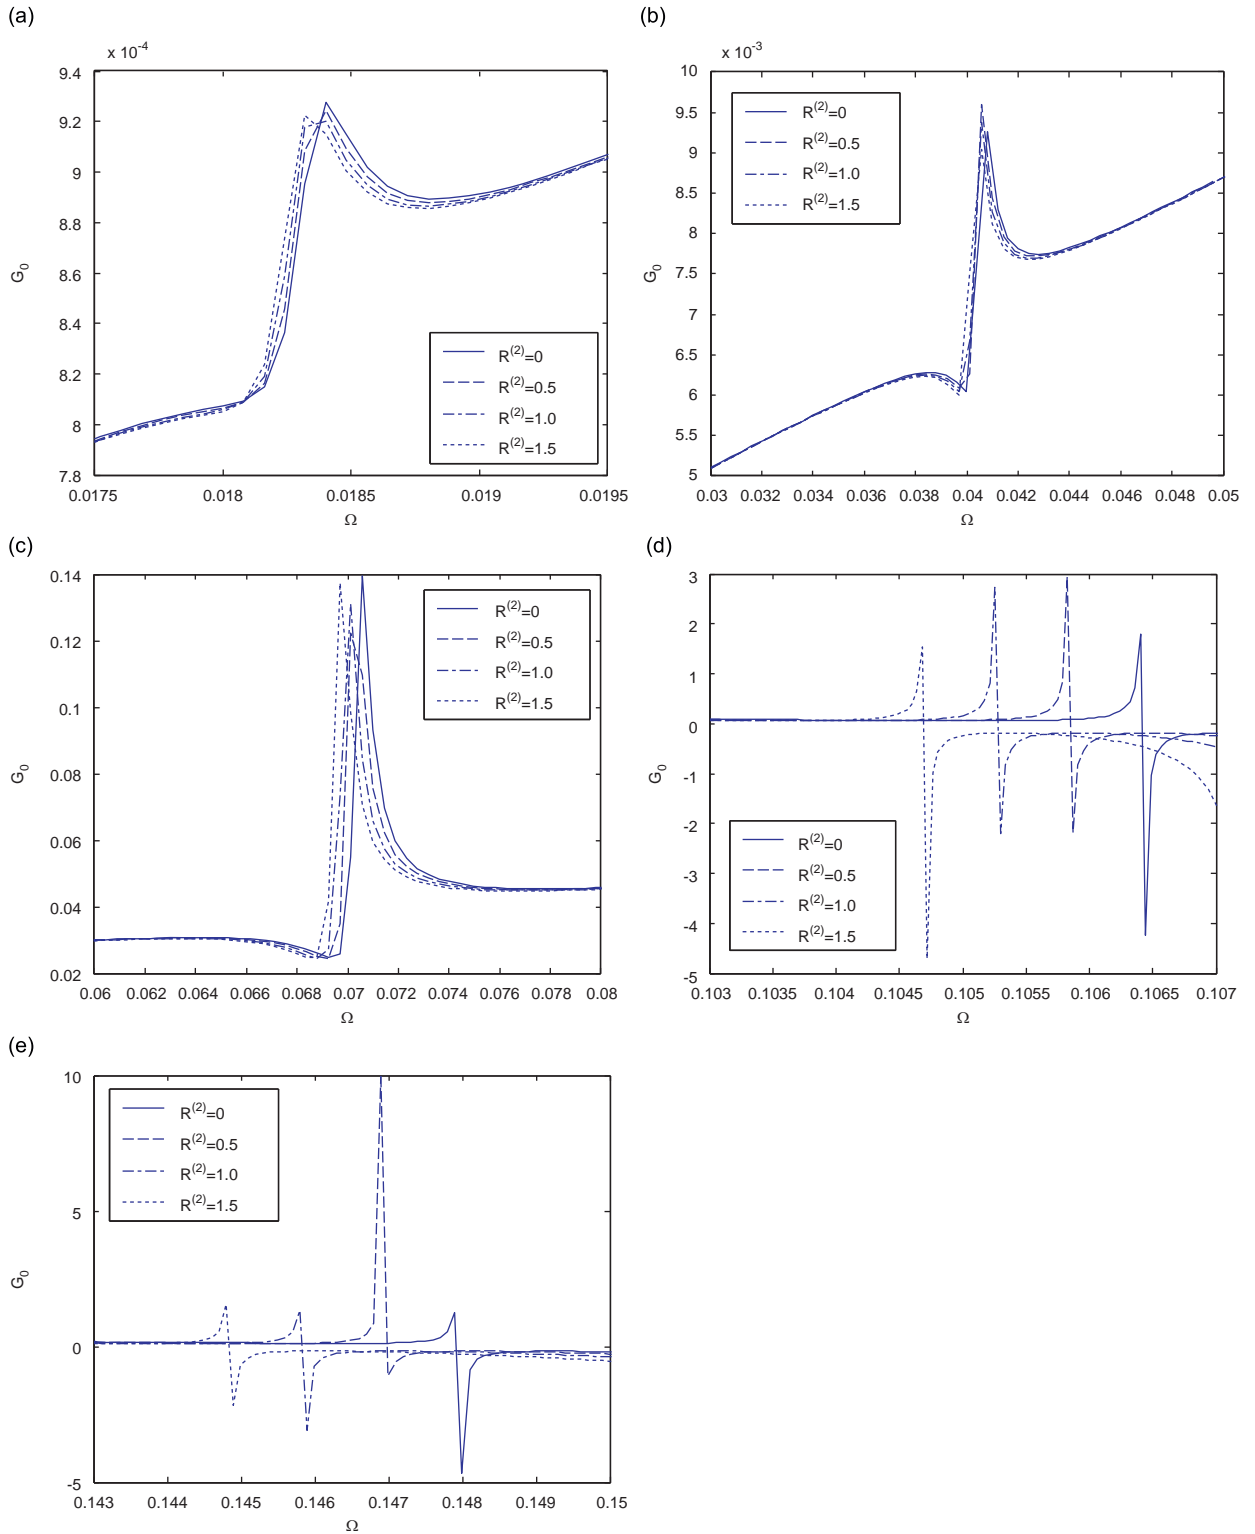 (a)
x 10-4
9.4
9.2
9
8.8
8.6
8.4
8.2
8
7.8
G0
R(2)=0
R(2)=0.5
R(2)=1.0
R(2)=1.5
0.0175 0.018 0.0185 0.019 0.0195
Ω
(b)
x 10-3
10
9.5
9
8.5
8
7.5
7
6.5
6
5.5
5
G0
R(2)=0
R(2)=0.5
R(2)=1.0
R(2)=1.5
0.03 0.032 0.034 0.036 0.038 0.04 0.042 0.044 0.046 0.048 0.05
Ω
(c)
0.14
0.12
0.1
0.08
0.06
0.04
0.02
G0
R(2)=0
R(2)=0.5
R(2)=1.0
R(2)=1.5
0.06 0.062 0.064 0.066 0.068 0.07 0.072 0.074 0.076 0.078 0.08
Ω
(d)
3
2
1
0
-1
-2
-3
-4
-5
G0
R(2)=0
R(2)=0.5
R(2)=1.0
R(2)=1.5
0.103 0.1035 0.104 0.1045 0.105 0.1055 0.106 0.1065 0.107
Ω
(e)
10
5
0
-5
G0
R(2)=0
R(2)=0.5
R(2)=1.0
R(2)=1.5
0.143 0.144 0.145 0.146 0.147 0.148 0.149 0.15
Ω